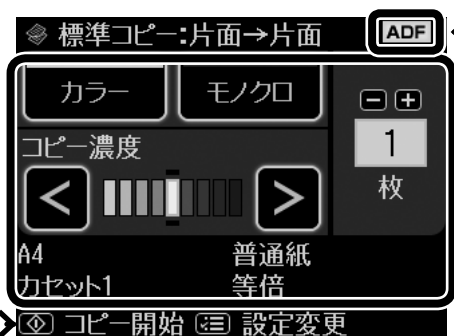 標準コピー:片面→片面 ADF
カラー モノクロ
1
枚
コピー濃度
A4 普通紙
カセット1 等倍
コピー開始 設定変更